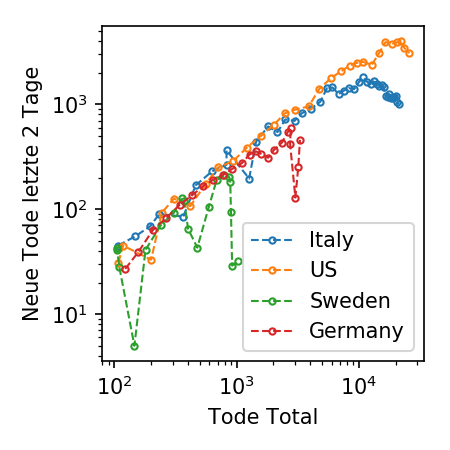 Neue Tode letzte 2 Tage
10³
10²
10¹
Italy
US
Sweden
Germany
10² 10³ 10⁴
Tode Total